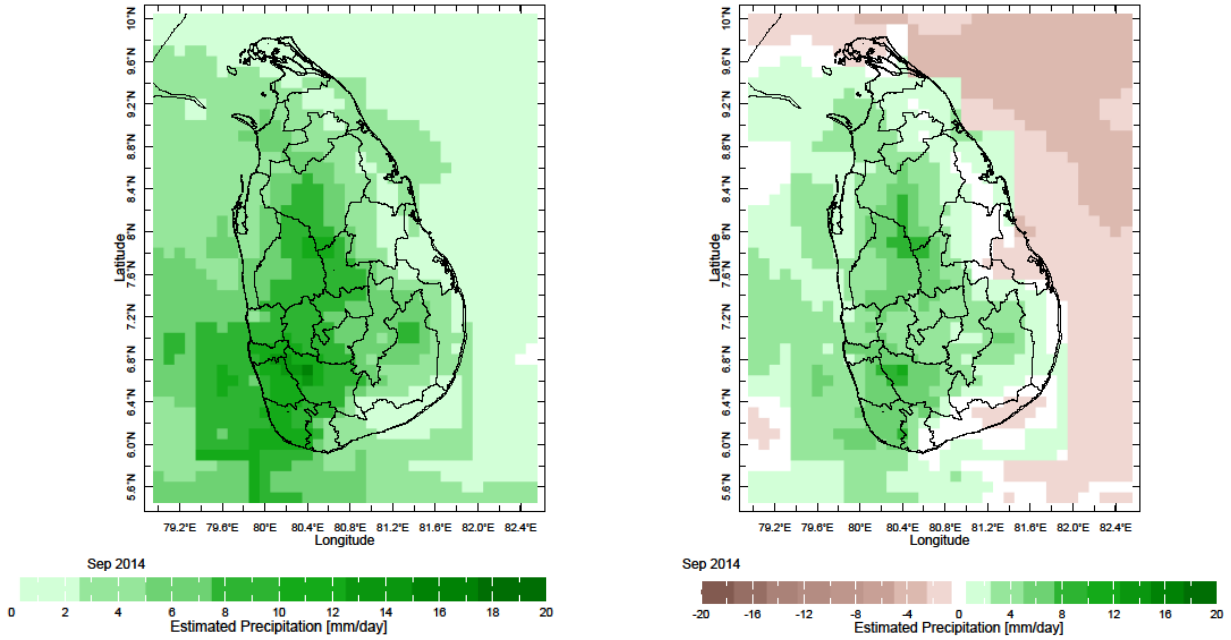 10°N
9.6°N
9.2°N
8.8°N
8.4°N
8°N
7.6°N
7.2°N
6.8°N
6.4°N
6.0°N
5.6°N
Latitude
79.2°E 79.6°E 80°E 80.4°E 80.8°E 81.2°E 81.6°E 82°E 82.4°E
Longitude
Sep 2014
0 2 4 6 8 10 12 14 16 18 20
Estimated Precipitation [mm/day]
10°N
9.6°N
9.2°N
8.8°N
8.4°N
8°N
7.6°N
7.2°N
6.8°N
6.4°N
6.0°N
5.6°N
Latitude
79.2°E 79.6°E 80°E 80.4°E 80.8°E 81.2°E 81.6°E 82°E 82.4°E
Longitude
Sep 2014
-20 -16 -12 -8 -4 0 4 8 12 16 20
Estimated Precipitation [mm/day]